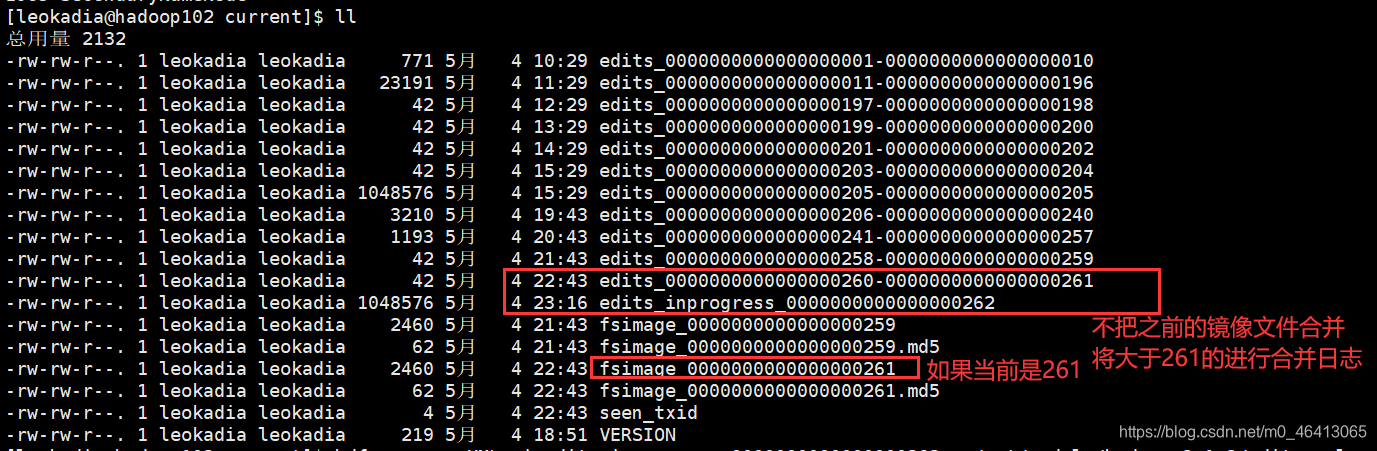 [leokadia@hadoop102 current]$ ll
总用量 2132
-rw-rw-r--. 1 leokadia leokadia     771 5月   4 10:29 edits_0000000000000000001-0000000000000000010
-rw-rw-r--. 1 leokadia leokadia   23191 5月   4 11:29 edits_0000000000000000011-0000000000000000196
-rw-rw-r--. 1 leokadia leokadia      42 5月   4 12:29 edits_0000000000000000197-0000000000000000198
-rw-rw-r--. 1 leokadia leokadia      42 5月   4 13:29 edits_0000000000000000199-0000000000000000200
-rw-rw-r--. 1 leokadia leokadia      42 5月   4 14:29 edits_0000000000000000201-0000000000000000202
-rw-rw-r--. 1 leokadia leokadia      42 5月   4 15:29 edits_0000000000000000203-0000000000000000204
-rw-rw-r--. 1 leokadia leokadia 1048576 5月   4 15:29 edits_0000000000000000205-0000000000000000205
-rw-rw-r--. 1 leokadia leokadia    3210 5月   4 19:43 edits_0000000000000000206-0000000000000000240
-rw-rw-r--. 1 leokadia leokadia    1193 5月   4 20:43 edits_0000000000000000241-0000000000000000257
-rw-rw-r--. 1 leokadia leokadia      42 5月   4 21:43 edits_0000000000000000258-0000000000000000259
-rw-rw-r--. 1 leokadia leokadia      42 5月   4 22:43 edits_0000000000000000260-0000000000000000261
-rw-rw-r--. 1 leokadia leokadia 1048576 5月   4 23:16 edits_inprogress_0000000000000000262
-rw-rw-r--. 1 leokadia leokadia    2460 5月   4 21:43 fsimage_0000000000000000259
不把之前的镜像文件合并
-rw-rw-r--. 1 leokadia leokadia      62 5月   4 21:43 fsimage_0000000000000000259.md5
将大于261的进行合并日志
-rw-rw-r--. 1 leokadia leokadia    2460 5月   4 22:43 fsimage_0000000000000000261
如果当前是261
-rw-rw-r--. 1 leokadia leokadia      62 5月   4 22:43 fsimage_0000000000000000261.md5
-rw-rw-r--. 1 leokadia leokadia       4 5月   4 22:43 seen_txid
-rw-rw-r--. 1 leokadia leokadia     219 5月   4 18:51 VERSION
https://blog.csdn.net/m0_46413065